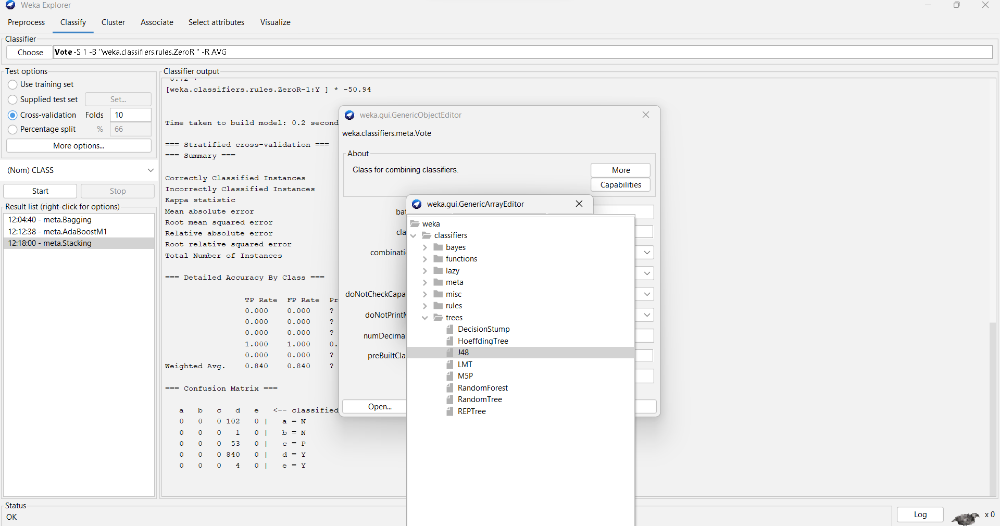 Weka Explorer
Preprocess Classify Cluster Associate Select attributes Visualize
Classifier
Choose Vote -S 1 -B "weka.classifiers.rules.ZeroR " -R AVG
Test options
Use training set
Supplied test set Set...
Cross-validation Folds 10
Percentage split % 66
More options...
(Nom) CLASS
Start Stop
Result list (right-click for options)
12:04:40 - meta.Bagging
12:12:38 - meta.AdaBoostM1
12:18:00 - meta.Stacking
Classifier output
[weka.classifiers.rules.ZeroR-1:Y ] * -50.94
Time taken to build model: 0.2 second
=== Stratified cross-validation ===
=== Summary ===
Correctly Classified Instances
Incorrectly Classified Instances
Kappa statistic
Mean absolute error
Root mean squared error
Relative absolute error
Root relative squared error
Total Number of Instances
=== Detailed Accuracy By Class ===
TP Rate FP Rate Pr
0.000 0.000 ?
0.000 0.000 ?
0.000 0.000 ?
1.000 1.000 0.
0.000 0.000 ?
Weighted Avg. 0.840 0.840 ?
=== Confusion Matrix ===
a b c d e <-- classified
0 0 0 102 0 | a = N
0 0 0 1 0 | b = N
0 0 0 53 0 | c = P
0 0 0 840 0 | d = Y
0 0 0 4 0 | e = Y
weka.gui.GenericObjectEditor
weka.classifiers.meta.Vote
About
Class for combining classifiers.
More
Capabilities
bat
cla
combinati
doNotCheckCapa
doNotPrintM
numDecimal
preBuiltCla
Open...
weka.gui.GenericArrayEditor
weka
classifiers
bayes
functions
lazy
meta
misc
rules
trees
DecisionStump
HoeffdingTree
J48
LMT
M5P
RandomForest
RandomTree
REPTree
Status
OK
Log x 0